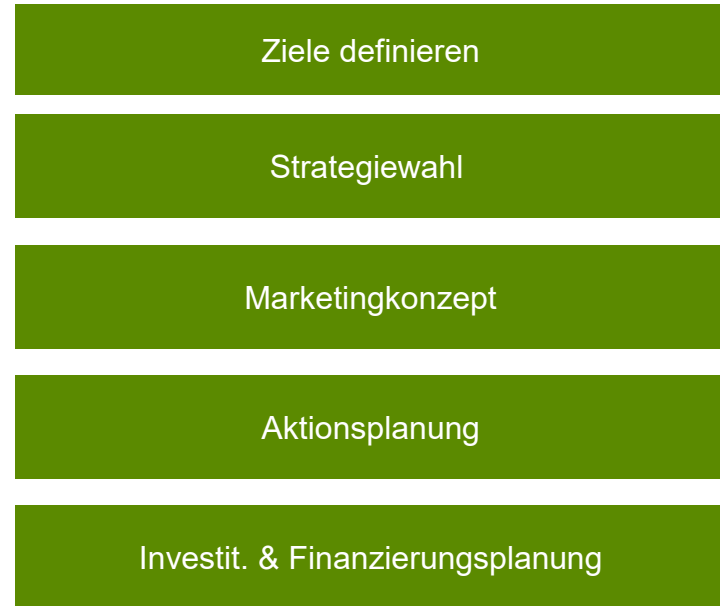 Ziele definieren
Strategiewahl
Marketingkonzept
Aktionsplanung
Investit. & Finanzierungsplanung